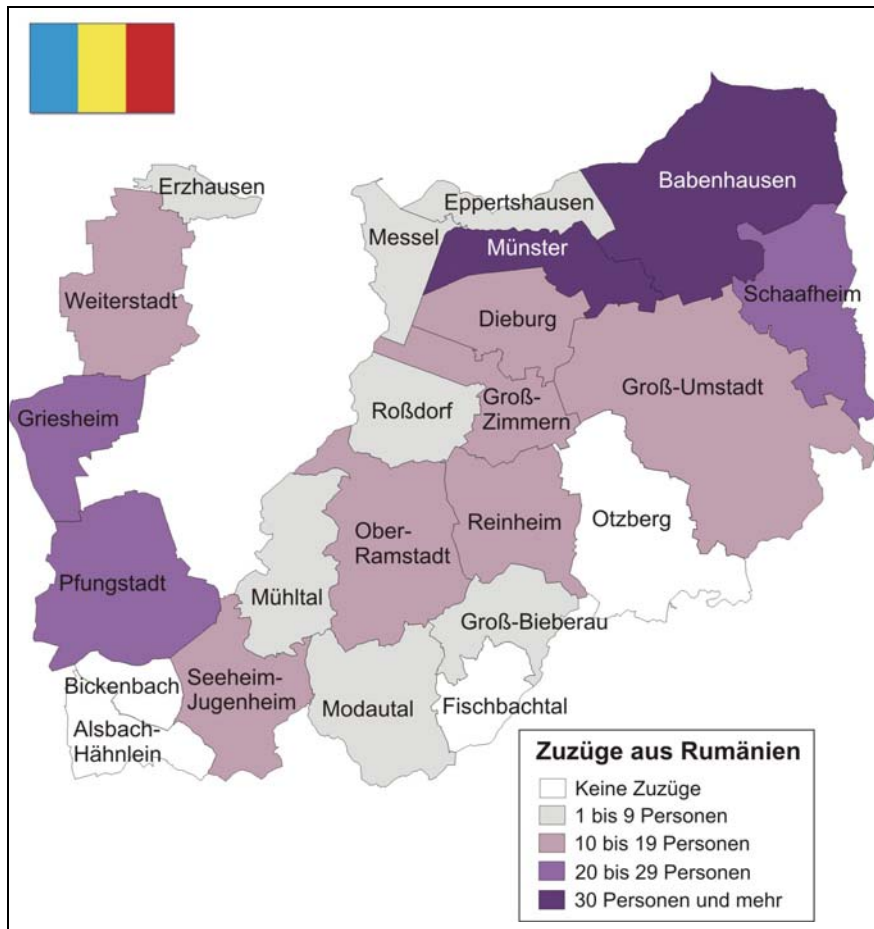 Erzhausen
Babenhausen
Eppertshausen
Messel
Münster
Weiterstadt
Schaafheim
Dieburg
Groß-Umstadt
Groß-
Zimmern
Roßdorf
Griesheim
Otzberg
Reinheim
Ober-
Ramstadt
Pfungstadt
Mühltal
Groß-Bieberau
Seeheim-
Jugenheim
Bickenbach
Modautal
Fischbachtal
Alsbach-
Hähnlein
Zuzüge aus Rumänien
Keine Zuzüge
1 bis 9 Personen
10 bis 19 Personen
20 bis 29 Personen
30 Personen und mehr